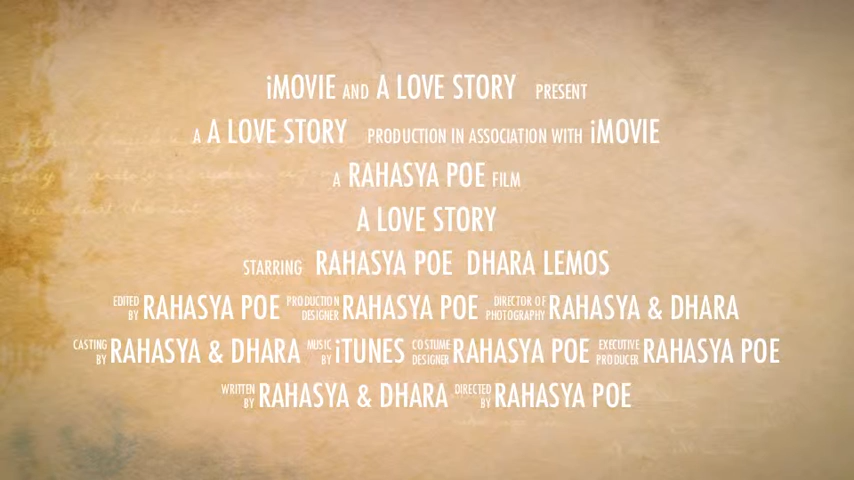 iMOVIE AND A LOVE STORY PRESENT
A A LOVE STORY PRODUCTION IN ASSOCIATION WITH iMOVIE
A RAHASYA POE FILM
A LOVE STORY
STARRING RAHASYA POE DHARA LEMOS
EDITED BY RAHASYA POE PRODUCTION DESIGNER RAHASYA POE DIRECTOR OF PHOTOGRAPHY RAHASYA & DHARA
CASTING BY RAHASYA & DHARA MUSIC BY iTUNES COSTUME DESIGNER RAHASYA POE EXECUTIVE PRODUCER RAHASYA POE
WRITTEN BY RAHASYA & DHARA DIRECTED BY RAHASYA POE